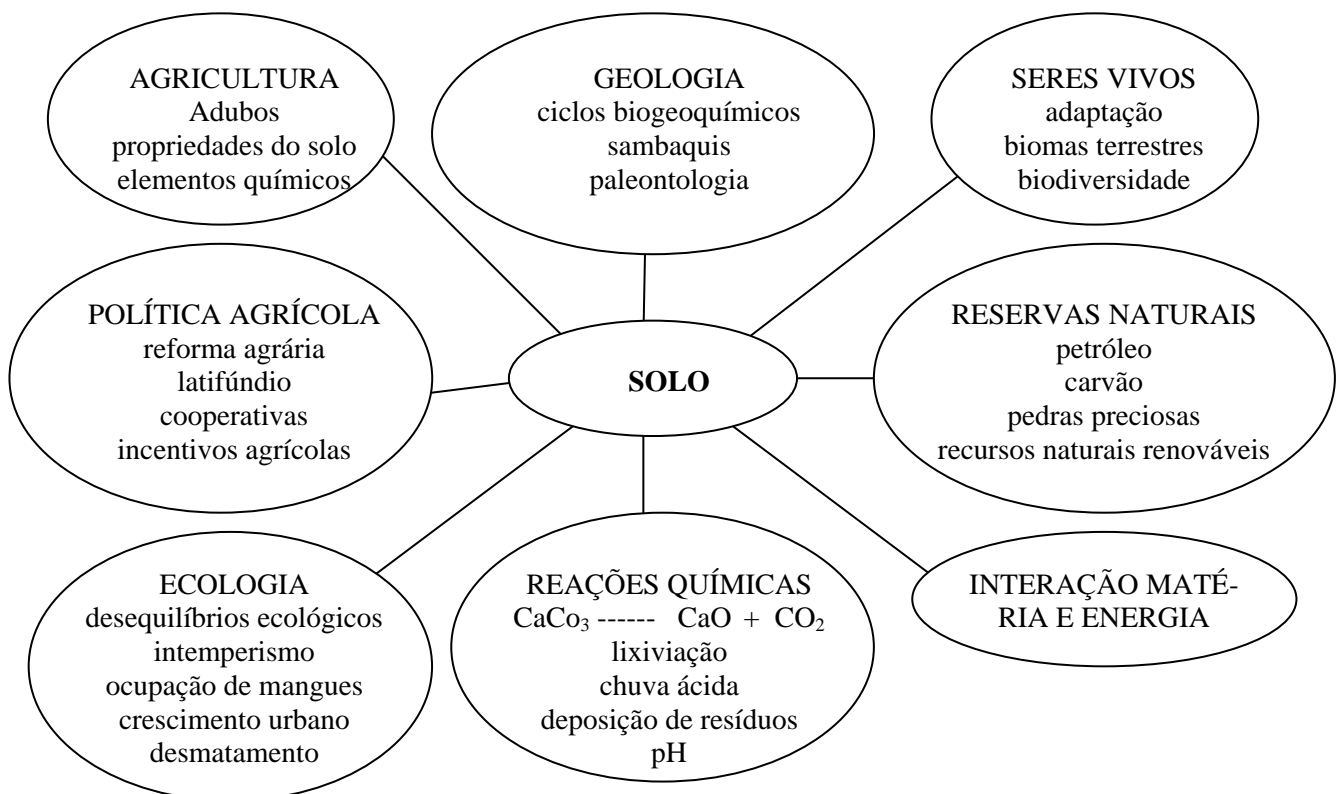 AGRICULTURA
Adubos
propriedades do solo
elementos químicos
GEOLOGIA
ciclos biogeoquímicos
sambaquis
paleontologia
SERES VIVOS
adaptação
biomas terrestres
biodiversidade
POLÍTICA AGRÍCOLA
reforma agrária
latifúndio
cooperativas
incentivos agrícolas
SOLO
RESERVAS NATURAIS
petróleo
carvão
pedras preciosas
recursos naturais renováveis
ECOLOGIA
desequilíbrios ecológicos
intemperismo
ocupação de mangues
crescimento urbano
desmatamento
REAÇÕES QUÍMICAS
CaCo₃ ------ CaO + CO₂
lixiviação
chuva ácida
deposição de resíduos
pH
INTERAÇÃO MATÉ-
RIA E ENERGIA